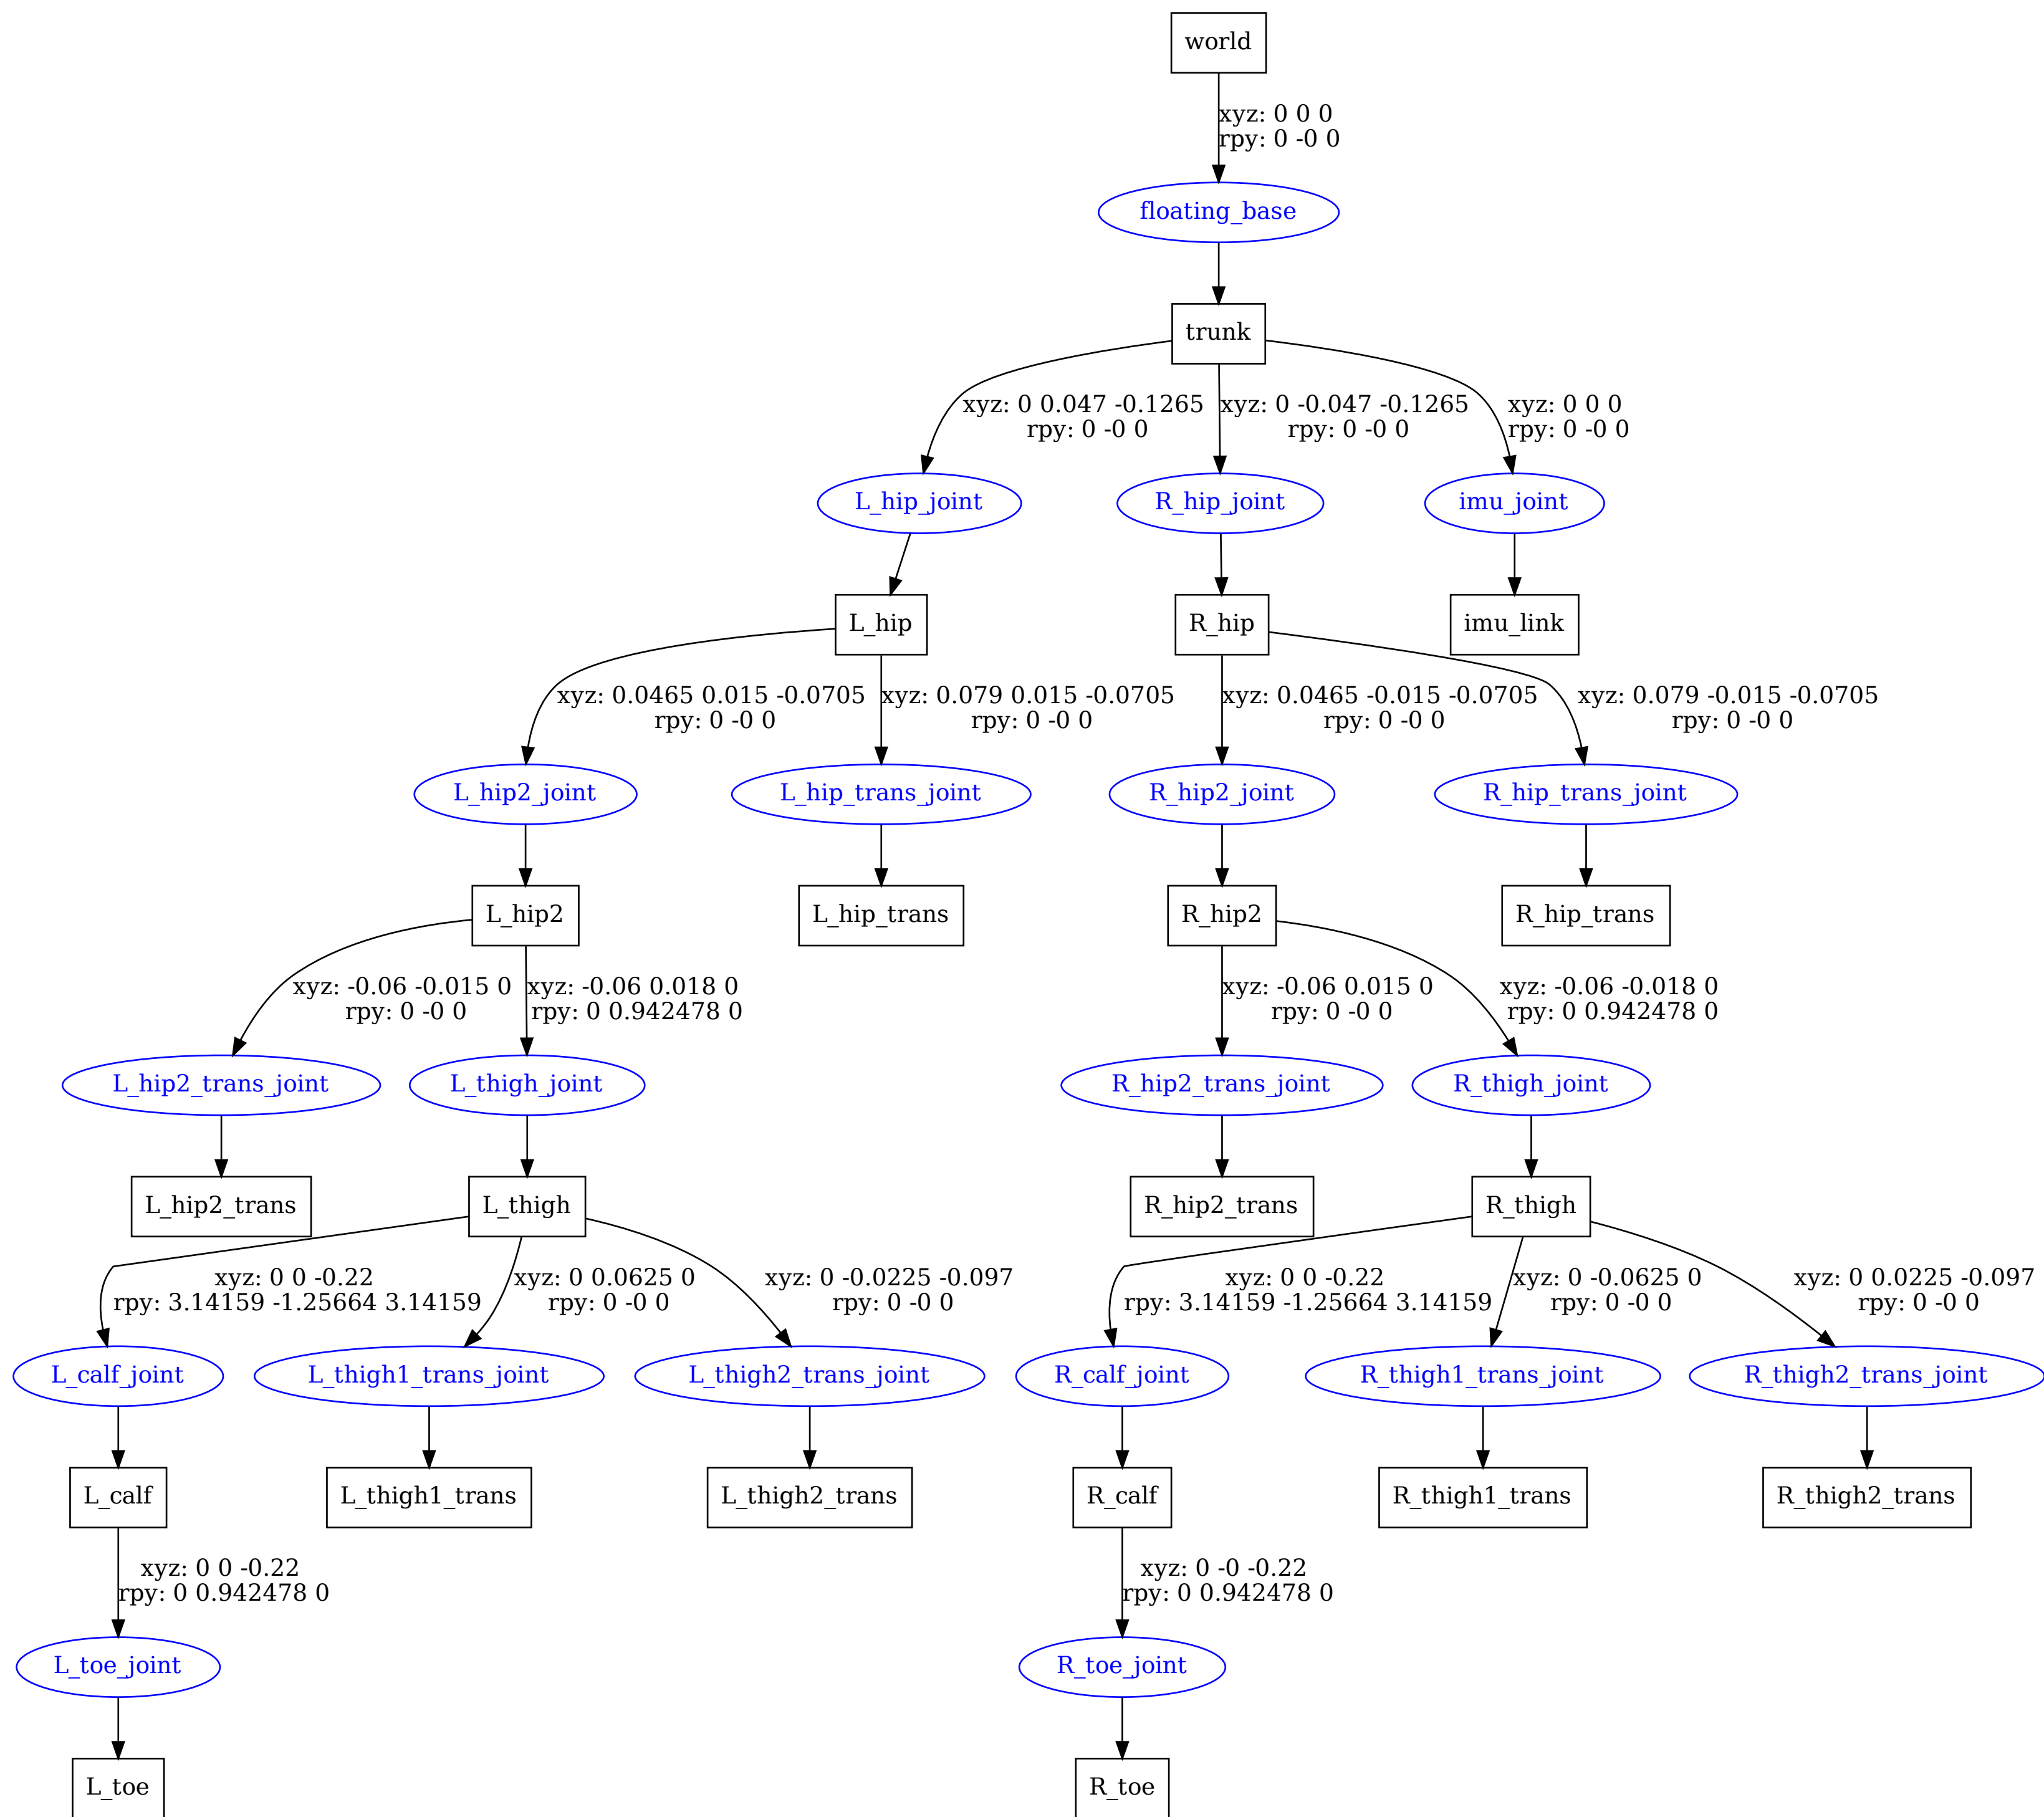 world
xyz: 0 0 0
rpy: 0 -0 0
floating_base
trunk
xyz: 0 0.047 -0.1265
rpy: 0 -0 0
xyz: 0 -0.047 -0.1265
rpy: 0 -0 0
xyz: 0 0 0
rpy: 0 -0 0
L_hip_joint
R_hip_joint
imu_joint
L_hip
R_hip
imu_link
xyz: 0.0465 0.015 -0.0705
rpy: 0 -0 0
xyz: 0.079 0.015 -0.0705
rpy: 0 -0 0
xyz: 0.0465 -0.015 -0.0705
rpy: 0 -0 0
xyz: 0.079 -0.015 -0.0705
rpy: 0 -0 0
L_hip2_joint
L_hip_trans_joint
R_hip2_joint
R_hip_trans_joint
L_hip2
L_hip_trans
R_hip2
R_hip_trans
xyz: -0.06 -0.015 0
rpy: 0 -0 0
xyz: -0.06 0.018 0
rpy: 0 0.942478 0
xyz: -0.06 0.015 0
rpy: 0 -0 0
xyz: -0.06 -0.018 0
rpy: 0 0.942478 0
L_hip2_trans_joint
L_thigh_joint
R_hip2_trans_joint
R_thigh_joint
L_hip2_trans
L_thigh
R_hip2_trans
R_thigh
xyz: 0 0 -0.22
rpy: 3.14159 -1.25664 3.14159
xyz: 0 0.0625 0
rpy: 0 -0 0
xyz: 0 -0.0225 -0.097
rpy: 0 -0 0
xyz: 0 0 -0.22
rpy: 3.14159 -1.25664 3.14159
xyz: 0 -0.0625 0
rpy: 0 -0 0
xyz: 0 0.0225 -0.097
rpy: 0 -0 0
L_calf_joint
L_thigh1_trans_joint
L_thigh2_trans_joint
R_calf_joint
R_thigh1_trans_joint
R_thigh2_trans_joint
L_calf
L_thigh1_trans
L_thigh2_trans
R_calf
R_thigh1_trans
R_thigh2_trans
xyz: 0 0 -0.22
rpy: 0 0.942478 0
xyz: 0 -0 -0.22
rpy: 0 0.942478 0
L_toe_joint
R_toe_joint
L_toe
R_toe